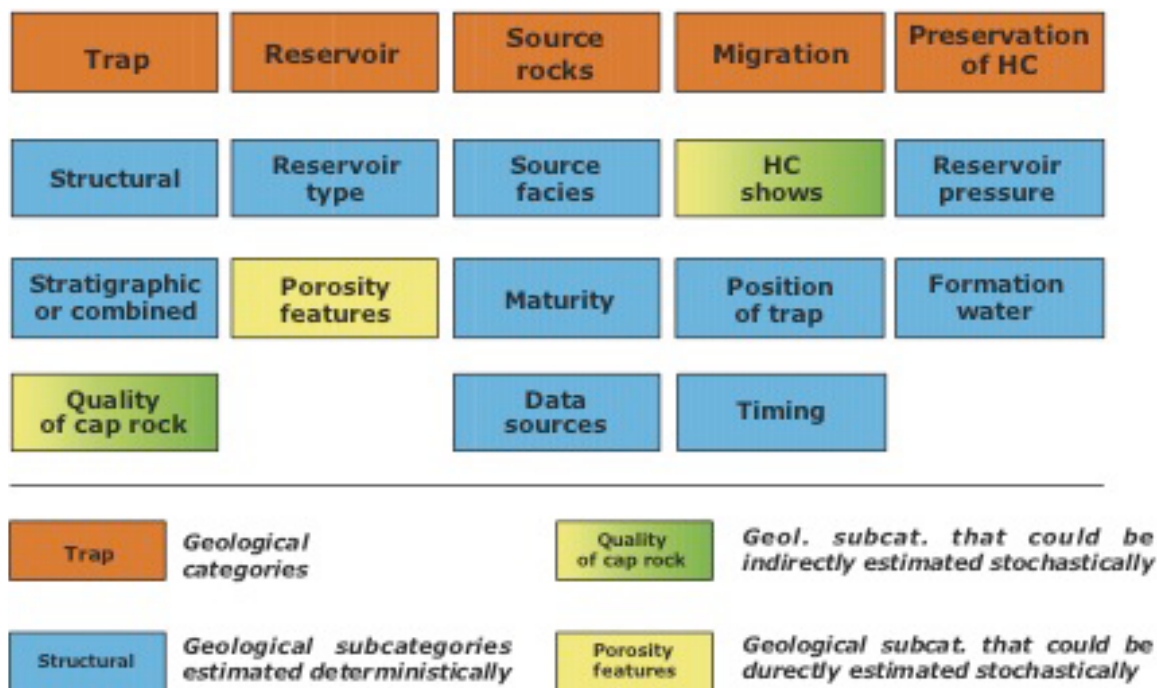 Trap
Reservoir
Source
rocks
Migration
Preservation
of HC
Structural
Reservoir
type
Source
facies
HC
shows
Reservoir
pressure
Stratigraphic
or combined
Porosity
features
Maturity
Position
of trap
Formation
water
Quality
of cap rock
Data
sources
Timing
Trap
Geological
categories
Quality
of cap rock
Geol. subcat. that could be
indirectly estimated stochastically
Structural
Geological subcategories
estimated deterministically
Porosity
features
Geological subcat. that could be
durectly estimated stochastically